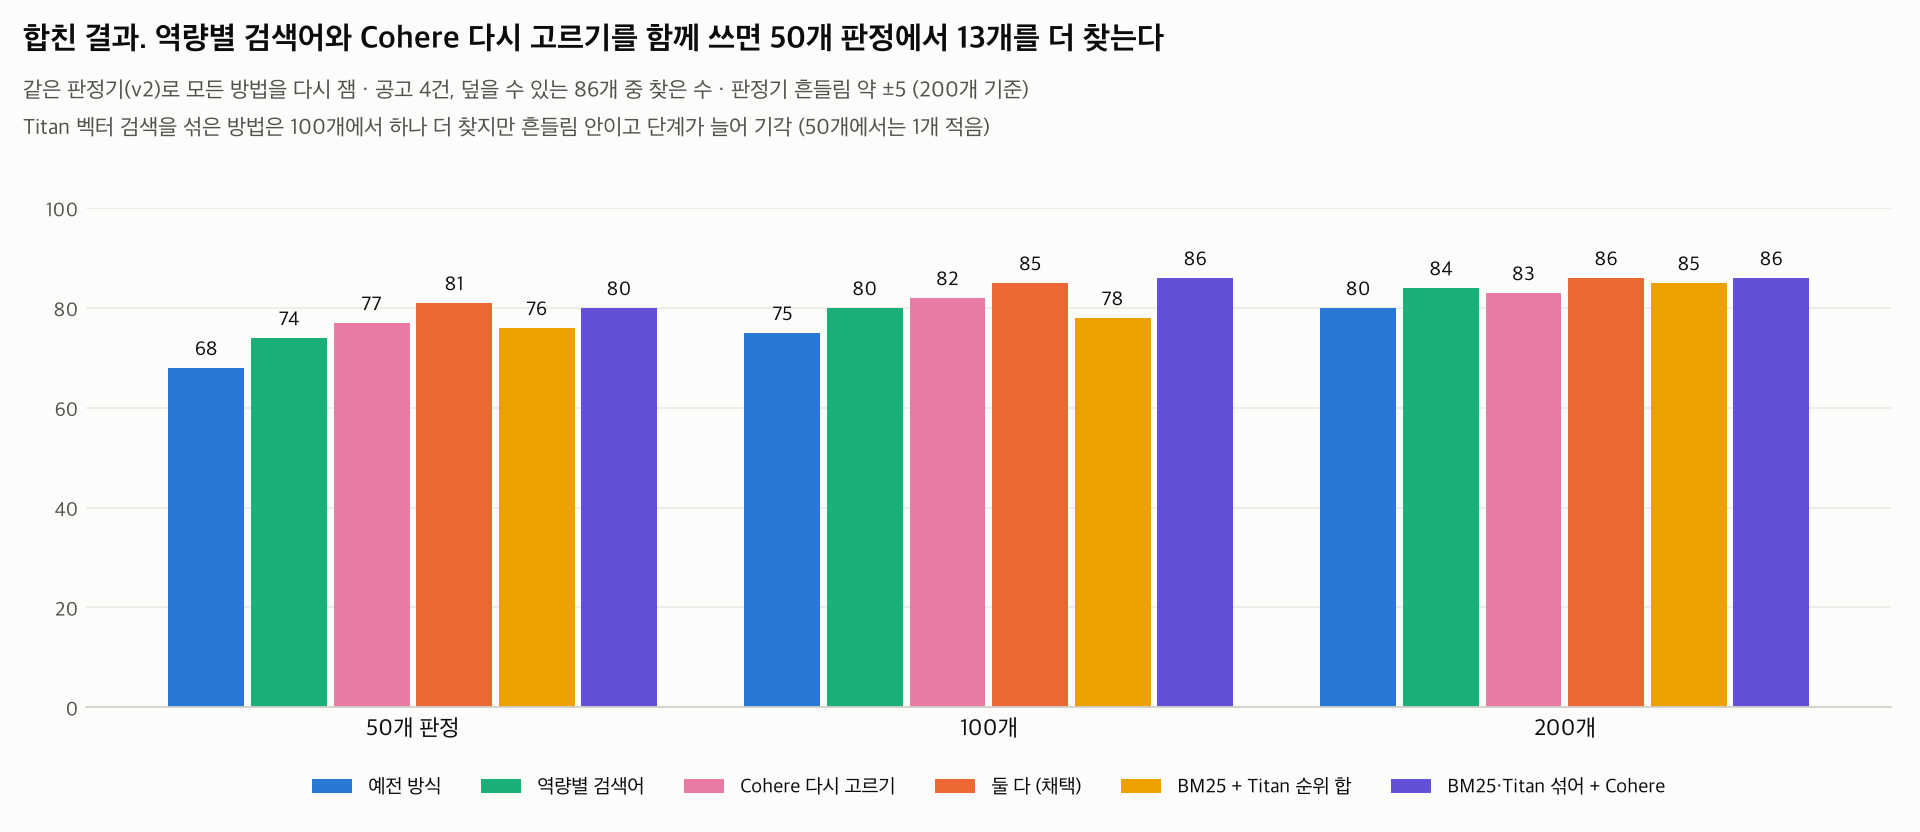 합친 결과. 역량별 검색어와 Cohere 다시 고르기를 함께 쓰면 50개 판정에서 13개를 더 찾는다
같은 판정기(v2)로 모든 방법을 다시 잼 · 공고 4건, 덮을 수 있는 86개 중 찾은 수 · 판정기 흔들림 약 ±5 (200개 기준)
Titan 벡터 검색을 섞은 방법은 100개에서 하나 더 찾지만 흔들림 안이고 단계가 늘어 기각 (50개에서는 1개 적음)
100
80
60
40
20
0
68
74
77
81
76
80
75
80
82
85
78
86
80
84
83
86
85
86
50개 판정
100개
200개
예전 방식
역량별 검색어
Cohere 다시 고르기
둘 다 (채택)
BM25 + Titan 순위 합
BM25·Titan 섞어 + Cohere